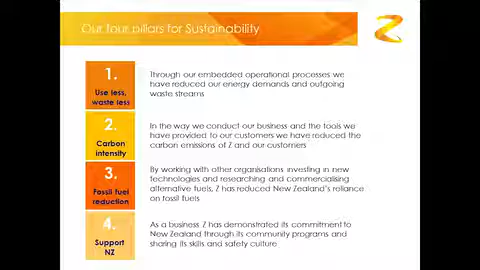 Our four pillars for Sustainability
1.
Use less,
waste less
Through our embedded operational processes we
have reduced our energy demands and outgoing
waste streams
2.
Carbon
intensity
In the way we conduct our business and the tools we
have provided to our customers we have reduced the
carbon emissions of Z and our customers
3.
Fossil fuel
reduction
By working with other organisations investing in new
technologies and researching and commercialising
alternative fuels, Z has reduced New Zealand's reliance
on fossil fuels
4.
Support
NZ
As a business Z has demonstrated its commitment to
New Zealand through its community programs and
sharing its skills and safety culture